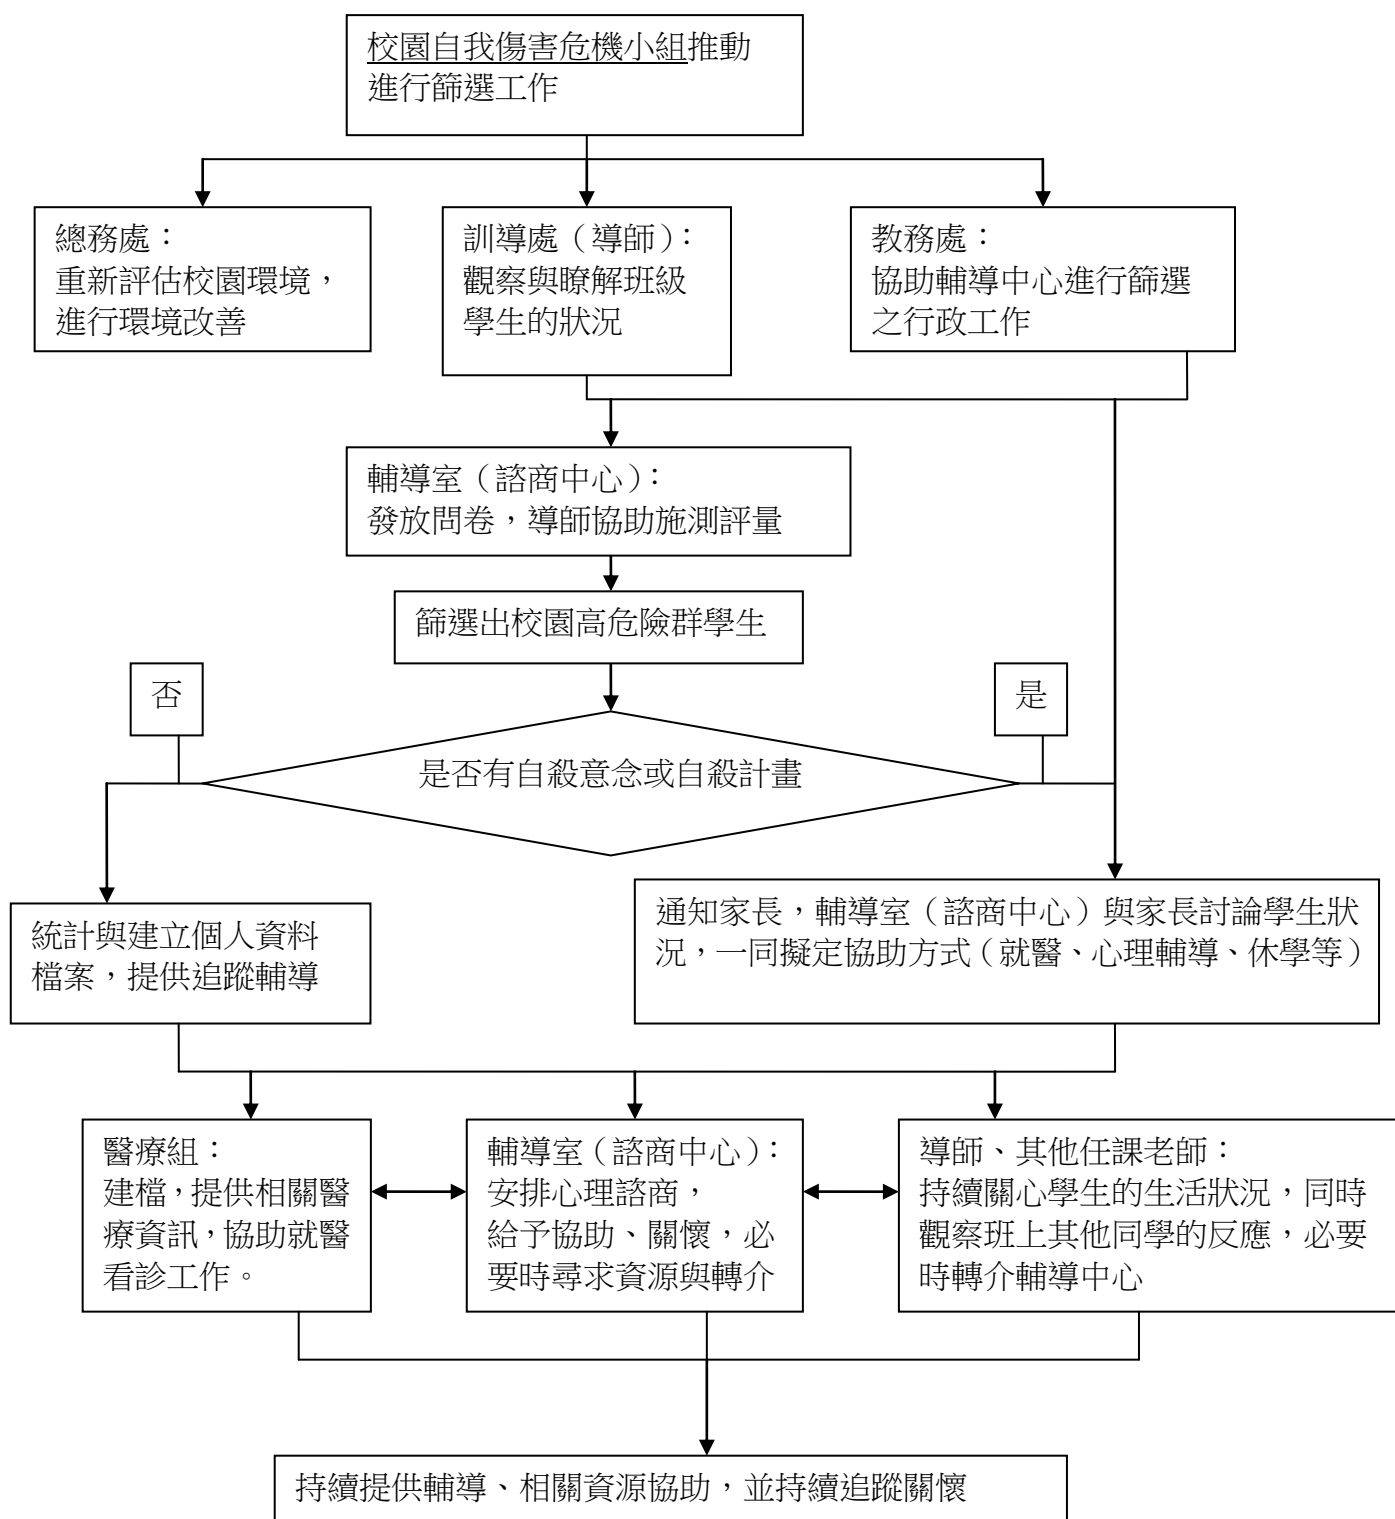 校園自我傷害危機小組推動
進行篩選工作
總務處：
重新評估校園環境，
進行環境改善
訓導處（導師）：
觀察與瞭解班級
學生的狀況
教務處：
協助輔導中心進行篩選
之行政工作
輔導室（諮商中心）：
發放問卷，導師協助施測評量
篩選出校園高危險群學生
否
是
是否有自殺意念或自殺計畫
統計與建立個人資料
檔案，提供追蹤輔導
通知家長，輔導室（諮商中心）與家長討論學生狀
況，一同擬定協助方式（就醫、心理輔導、休學等）
醫療組：
建檔，提供相關醫
療資訊，協助就醫
看診工作。
輔導室（諮商中心）：
安排心理諮商，
給予協助、關懷，必
要時尋求資源與轉介
導師、其他任課老師：
持續關心學生的生活狀況，同時
觀察班上其他同學的反應，必要
時轉介輔導中心
持續提供輔導、相關資源協助，並持續追蹤關懷